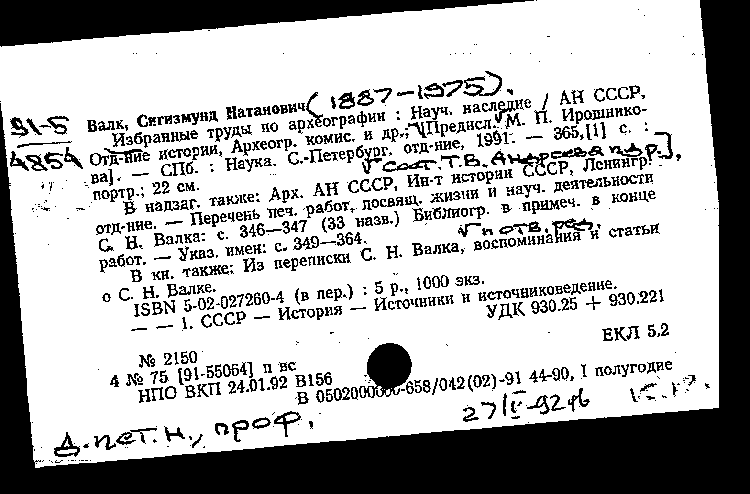 91-5
4854
Валк, Сигизмунд Натанович (1887-1975).
Избранные труды по археографии : Науч. наследие / АН СССР,
Отд-ние истории, Археогр. комис. и др.; [Предисл. М. П. Ирошнико-
ва]. — СПб. : Наука. С.-Петербург. отд-ние, 1991. — 365,[1] с. :
V сост. Т.В. Андреева и др.],
портр.; 22 см.
В надзаг. также: Арх. АН СССР, Ин-т истории СССР, Ленингр.
отд-ние. — Перечень печ. работ, посвящ. жизни и науч. деятельности
С. Н. Валка: с. 346—347 (33 назв.) Библиогр. в примеч. в конце
работ. — Указ. имен: с. 349—364.
V и отв. ред.
В кн. также: Из переписки С. Н. Валка, воспоминания и статьи
о С. Н. Валке.
ISBN 5-02-027260-4 (в пер.) : 5 р., 1000 экз.
— — 1. СССР — История — Источники и источниковедение.
УДК 930.25 + 930.221
ЕКЛ 5.2
№ 2150
4 № 75 [91-55064] п вс
НПО ВКП 24.01.92 В156
В 0502000000-658/042(02)-91 44-90, I полугодие
27/II-92
Д. ист. н., проф.